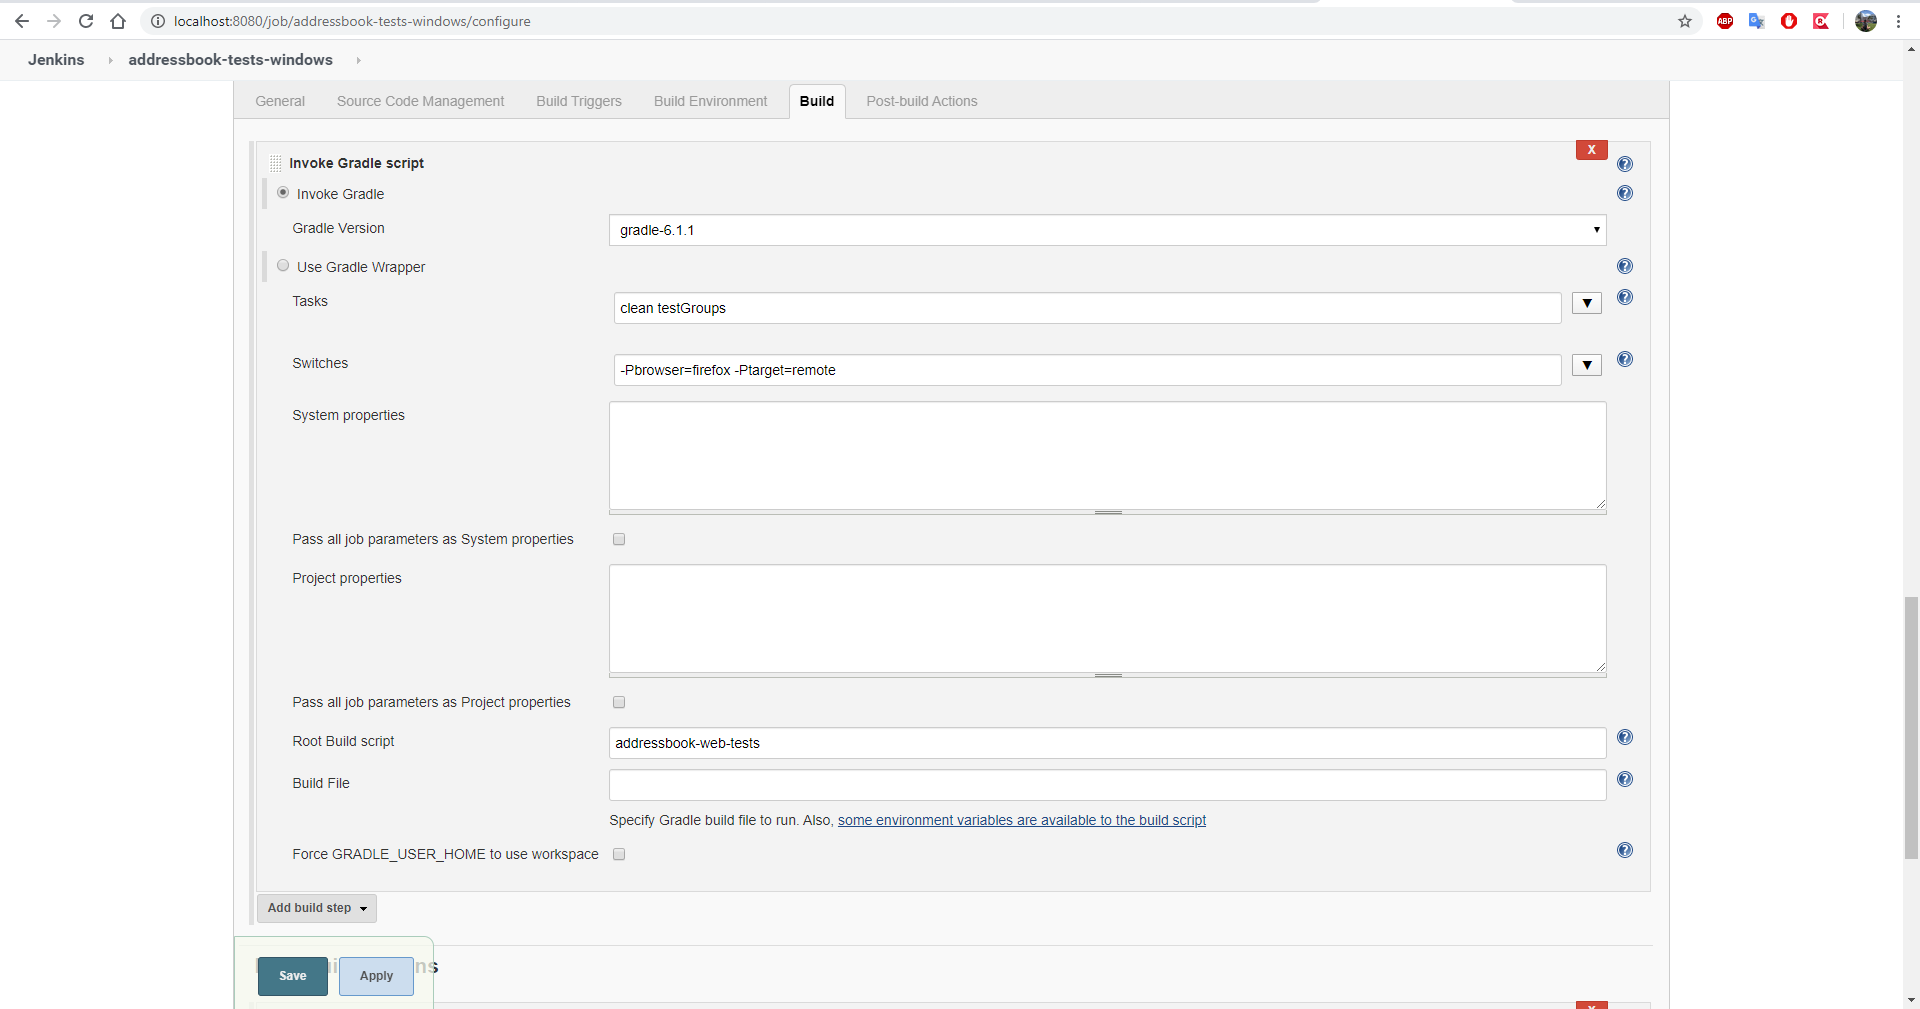 localhost:8080/job/addressbook-tests-windows/configure
ABP
Jenkins addressbook-tests-windows
General Source Code Management Build Triggers Build Environment Build Post-build Actions
X
Invoke Gradle script
Invoke Gradle
Gradle Version gradle-6.1.1
Use Gradle Wrapper
Tasks clean testGroups
Switches -Pbrowser=firefox -Ptarget=remote
System properties
Pass all job parameters as System properties
Project properties
Pass all job parameters as Project properties
Root Build script addressbook-web-tests
Build File
Specify Gradle build file to run. Also, some environment variables are available to the build script
Force GRADLE_USER_HOME to use workspace
Add build step
Save Apply